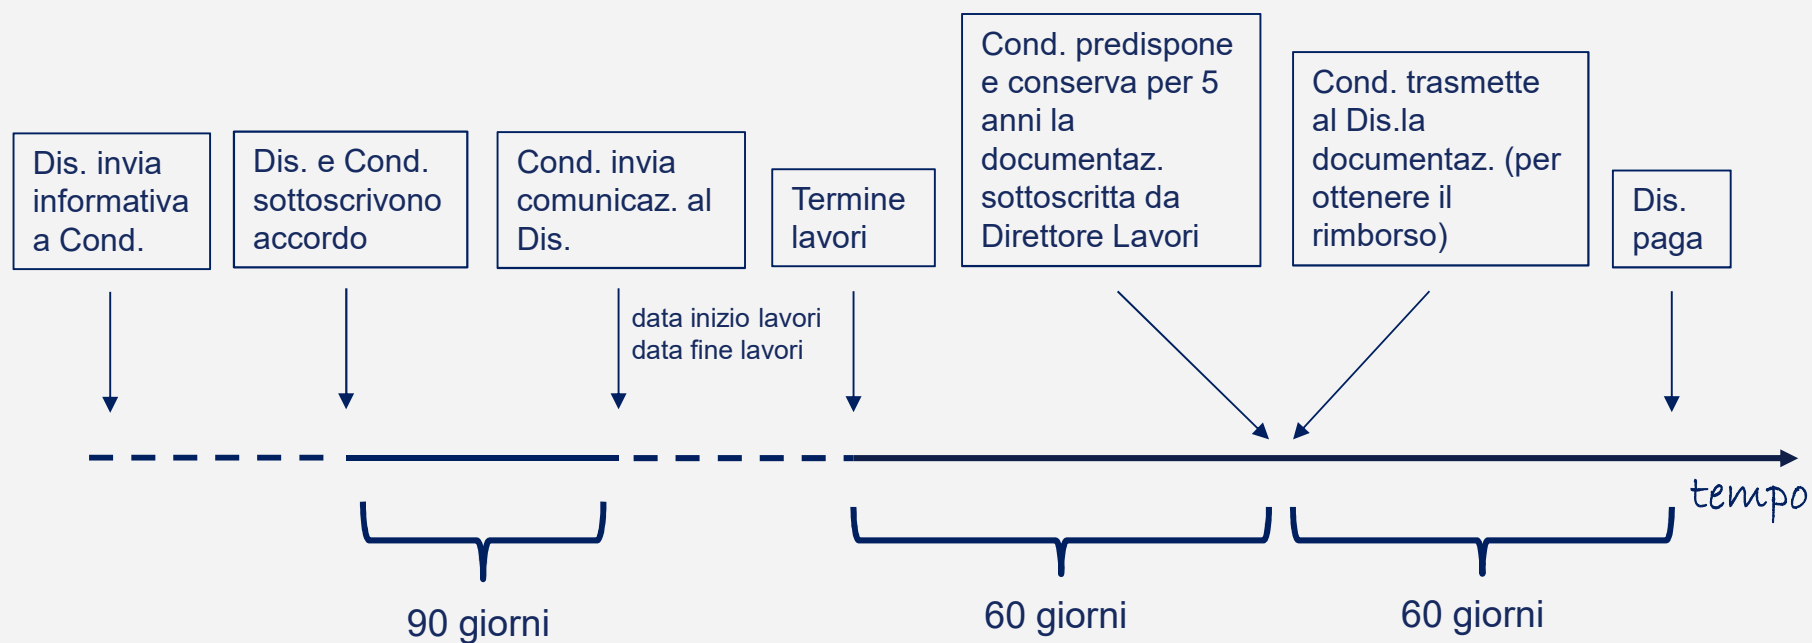 Dis. invia
informativa
a Cond.
Dis. e Cond.
sottoscrivono
accordo
Cond. invia
comunicaz. al
Dis.
Termine
lavori
Cond. predispone
e conserva per 5
anni la
documentaz.
sottoscritta da
Direttore Lavori
Cond. trasmette
al Dis.la
documentaz. (per
ottenere il
rimborso)
Dis.
paga
data inizio lavori
data fine lavori
tempo
90 giorni
60 giorni
60 giorni